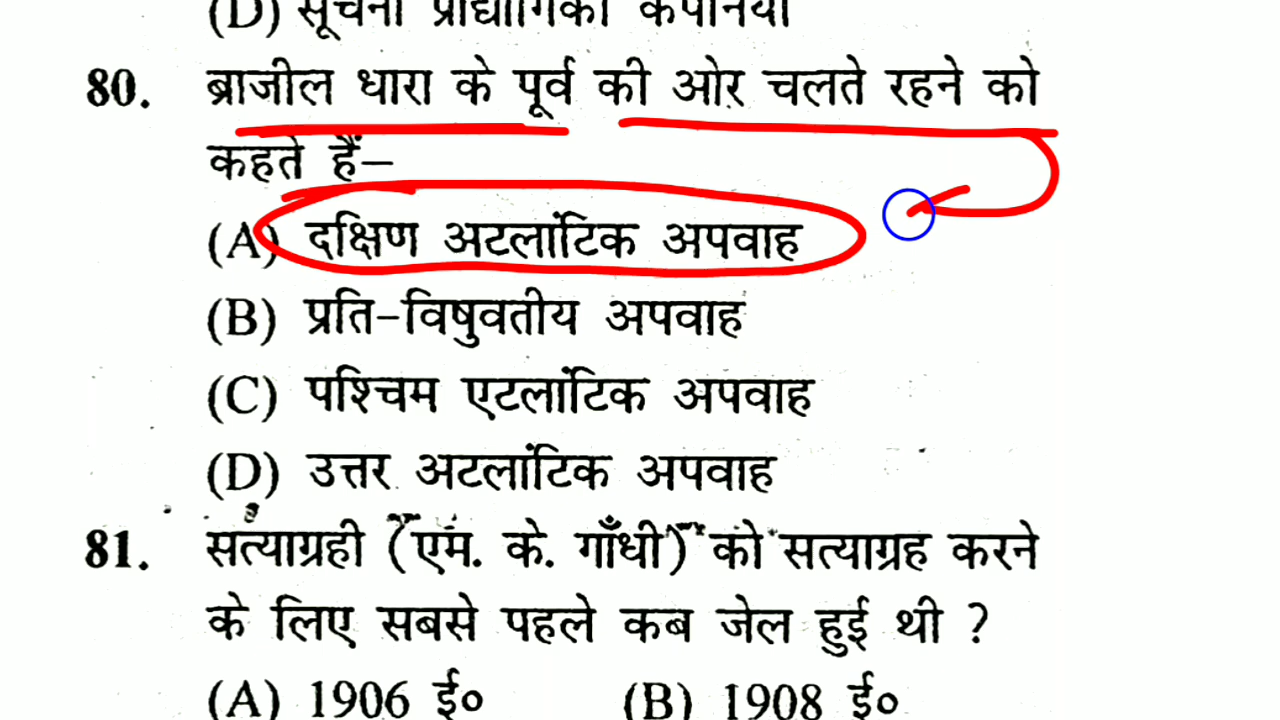 (D) सूचना प्रौद्योगिकी कंपनियाँ
80. ब्राजील धारा के पूर्व की ओर चलते रहने को
कहते हैं–
(A) दक्षिण अटलांटिक अपवाह
(B) प्रति-विषुवतीय अपवाह
(C) पश्चिम एटलांटिक अपवाह
(D) उत्तर अटलांटिक अपवाह
81. सत्याग्रही (एम. के. गाँधी) को सत्याग्रह करने
के लिए सबसे पहले कब जेल हुई थी ?
(A) 1906 ई० (B) 1908 ई०